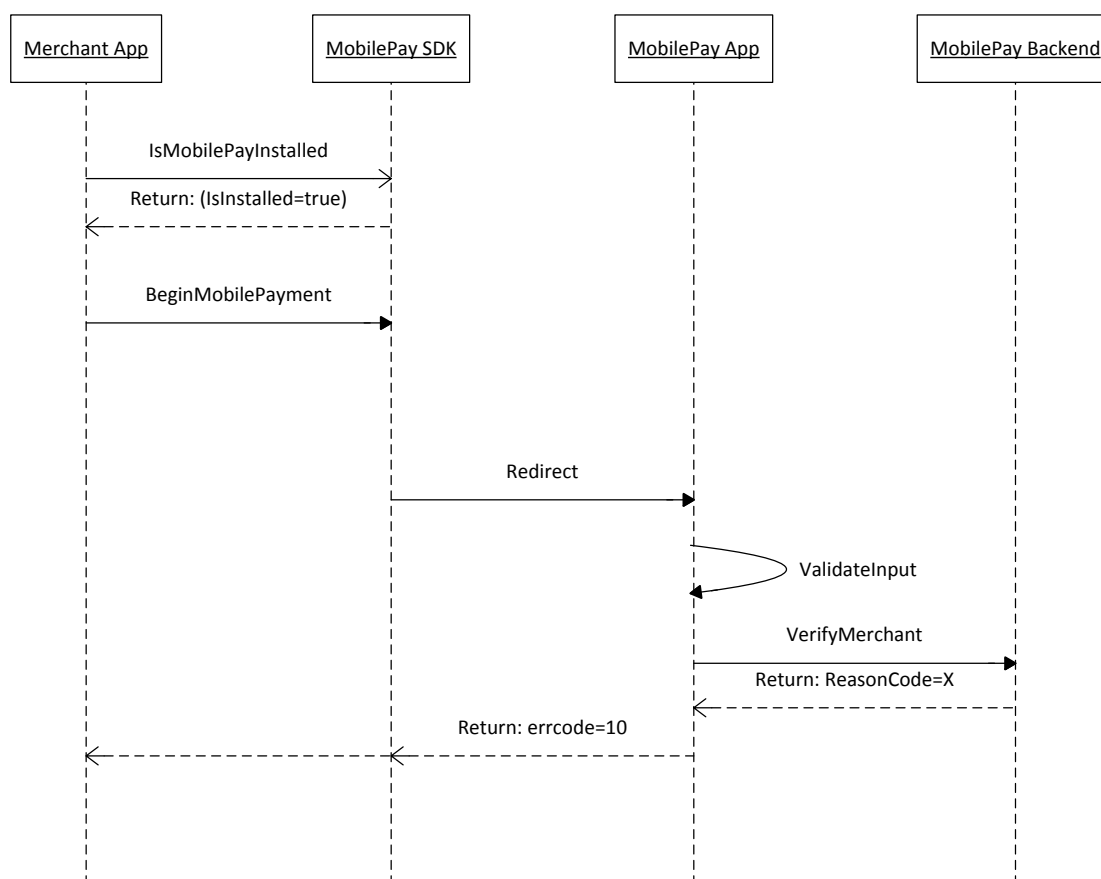 Merchant App
MobilePay SDK
MobilePay App
MobilePay Backend
IsMobilePayInstalled
Return: (IsInstalled=true)
BeginMobilePayment
Redirect
ValidateInput
VerifyMerchant
Return: ReasonCode=X
Return: errcode=10